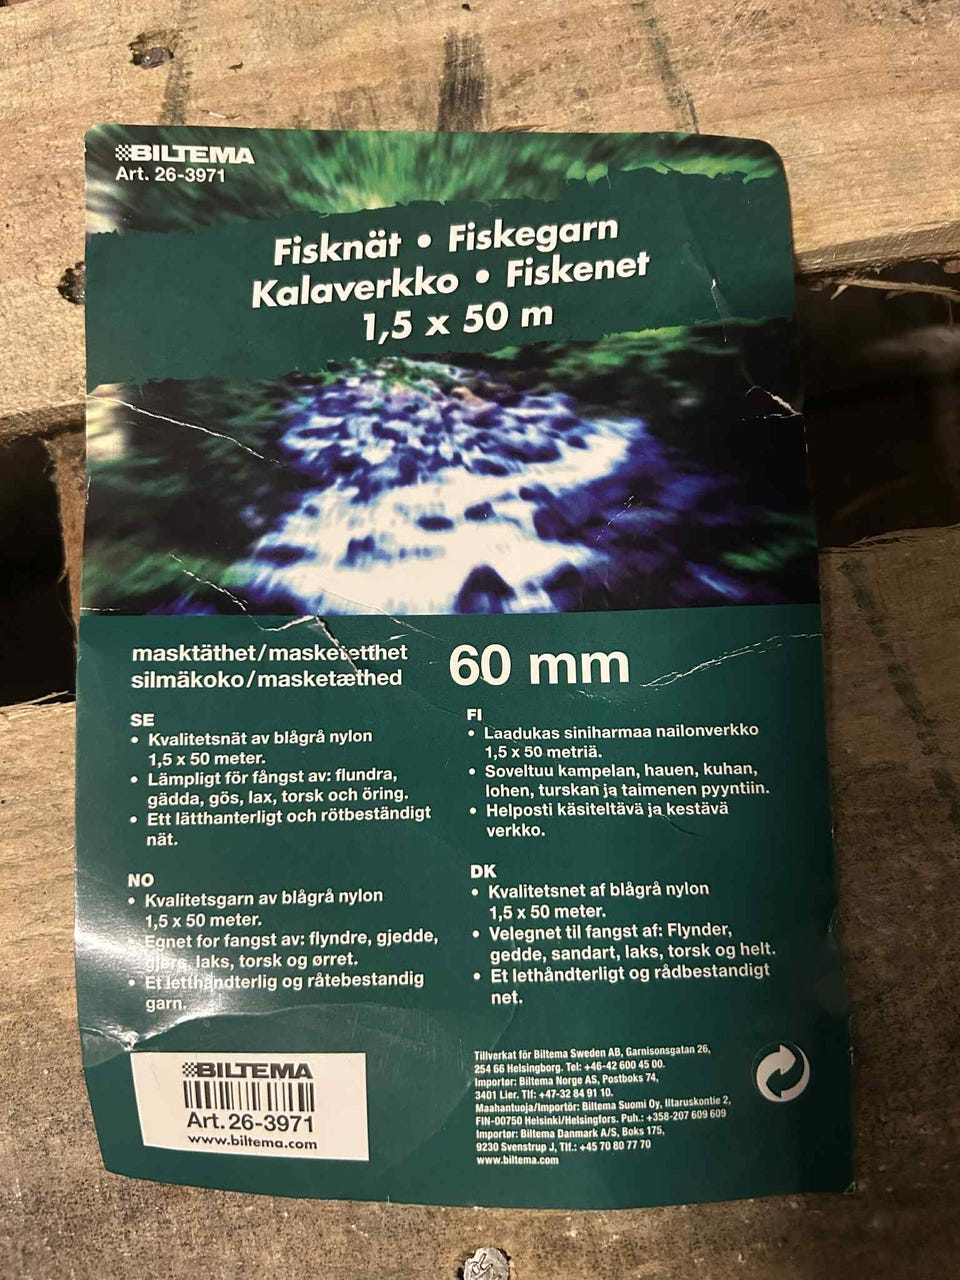 BILTEMA
Art. 26-3971
Fisknät • Fiskegarn
Kalaverkko • Fiskenet
1,5 x 50 m
masktäthet/masketetthet
silmäkoko/masketæthed
60 mm
SE
• Kvalitetsnät av blågrå nylon
1,5 x 50 meter.
• Lämpligt för fångst av: flundra,
gädda, gös, lax, torsk och öring.
• Ett lätthanterligt och rötbeständigt
nät.
FI
• Laadukas siniharmaa nailonverkko
1,5 x 50 metriä.
• Soveltuu kampelan, hauen, kuhan,
lohen, turskan ja taimenen pyyntiin.
• Helposti käsiteltävä ja kestävä
verkko.
NO
• Kvalitetsgarn av blågrå nylon
1,5 x 50 meter.
• Egnet for fangst av: flyndre, gjedde,
gjørs, laks, torsk og ørret.
• Et letthåndterlig og råtebestandig
garn.
DK
• Kvalitetsnet af blågrå nylon
1,5 x 50 meter.
• Velegnet til fangst af: Flynder,
gedde, sandart, laks, torsk og helt.
• Et lethåndterligt og rådbestandigt
net.
BILTEMA
Art. 26-3971
www.biltema.com
Tillverkat för Biltema Sweden AB, Garnisonsgatan 26,
254 66 Helsingborg. Tel: +46-42 600 45 00.
Importør: Biltema Norge AS, Postboks 74,
3401 Lier. Tlf: +47-32 84 91 10.
Maahantuoja/Importör: Biltema Suomi Oy, Iltaruskontie 2,
FIN-00750 Helsinki/Helsingfors. Puh.: +358-207 609 609
Importør: Biltema Danmark A/S, Boks 175,
9230 Svenstrup J, Tlf.: +45 70 80 77 70
www.biltema.com